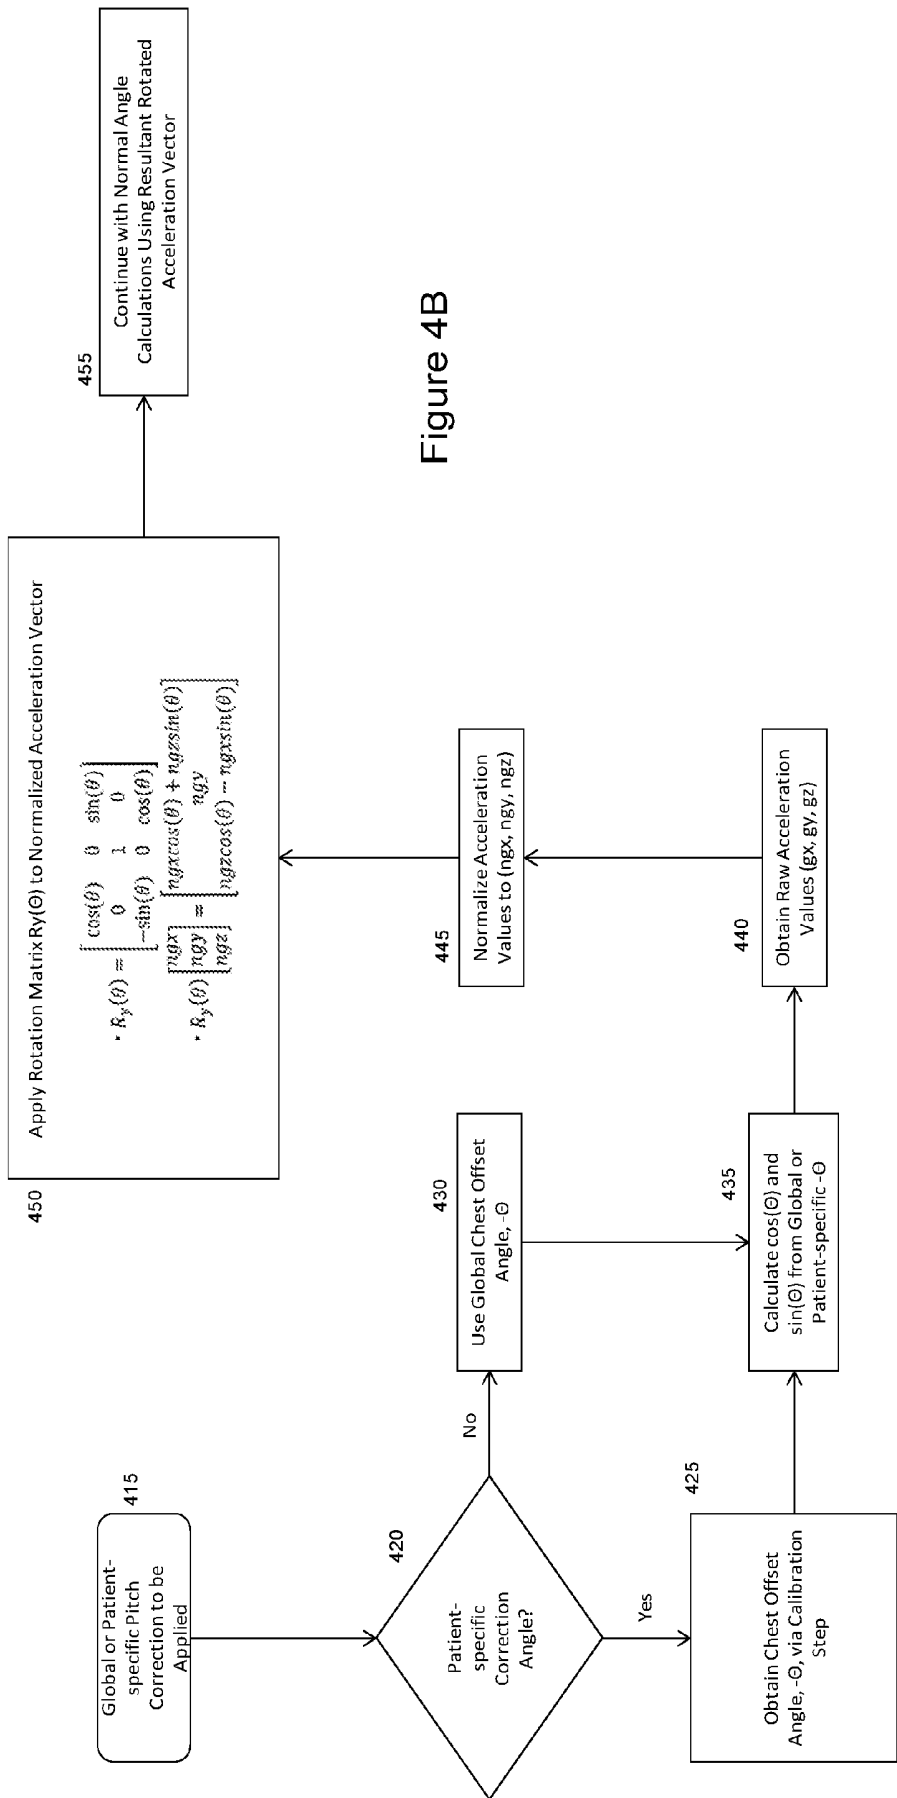 415
Global or Patient-
specific Pitch
Correction to be
Applied
420
Patient-
specific
Correction
Angle?
No
Yes
425
Obtain Chest Offset
Angle, -Θ, via Calibration
Step
430
Use Global Chest Offset
Angle, -Θ
435
Calculate cos(Θ) and
sin(Θ) from Global or
Patient-specific -Θ
440
Obtain Raw Acceleration
Values (gx, gy, gz)
445
Normalize Acceleration
Values to (ngx, ngy, ngz)
450
Apply Rotation Matrix Ry(Θ) to Normalized Acceleration Vector
cos(θ) 0 sin(θ)
• R_y(θ) = 0 1 0
−sin(θ) 0 cos(θ)
ngx ngxcos(θ) + ngzsin(θ)
• R_y(θ) ngy = ngy
ngz ngzcos(θ) − ngxsin(θ)
455
Continue with Normal Angle
Calculations Using Resultant Rotated
Acceleration Vector
Figure 4B